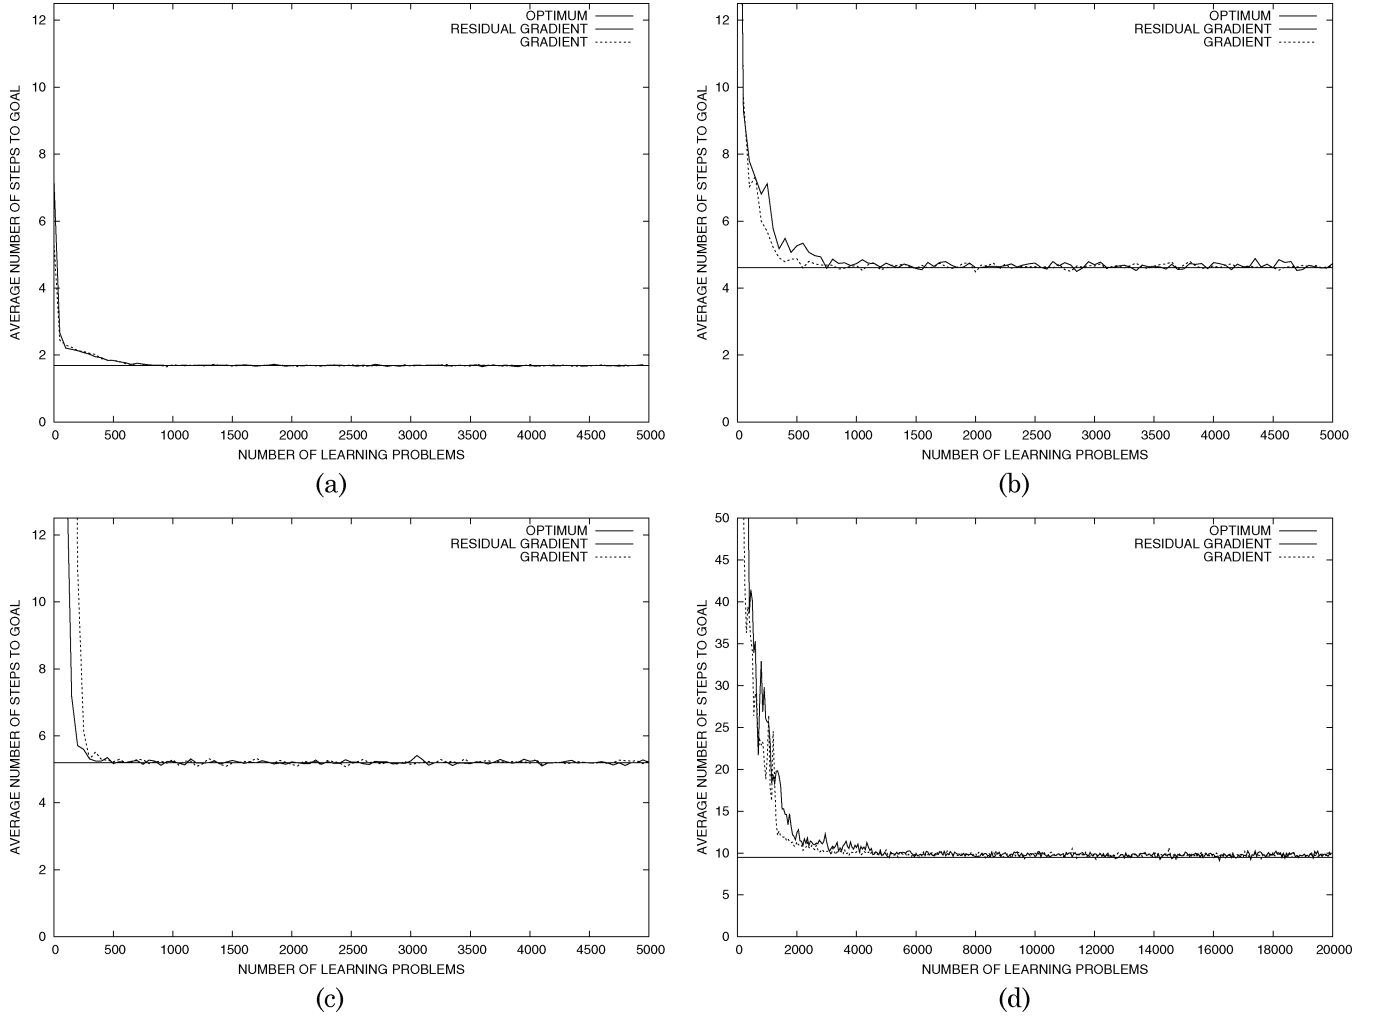 OPTIMUM
RESIDUAL GRADIENT
GRADIENT
12
10
8
6
4
2
0
AVERAGE NUMBER OF STEPS TO GOAL
0 500 1000 1500 2000 2500 3000 3500 4000 4500 5000
NUMBER OF LEARNING PROBLEMS
(a)
OPTIMUM
RESIDUAL GRADIENT
GRADIENT
12
10
8
6
4
2
0
AVERAGE NUMBER OF STEPS TO GOAL
0 500 1000 1500 2000 2500 3000 3500 4000 4500 5000
NUMBER OF LEARNING PROBLEMS
(b)
OPTIMUM
RESIDUAL GRADIENT
GRADIENT
12
10
8
6
4
2
0
AVERAGE NUMBER OF STEPS TO GOAL
0 500 1000 1500 2000 2500 3000 3500 4000 4500 5000
NUMBER OF LEARNING PROBLEMS
(c)
OPTIMUM
RESIDUAL GRADIENT
GRADIENT
50
45
40
35
30
25
20
15
10
5
0
AVERAGE NUMBER OF STEPS TO GOAL
0 2000 4000 6000 8000 10000 12000 14000 16000 18000 20000
NUMBER OF LEARNING PROBLEMS
(d)